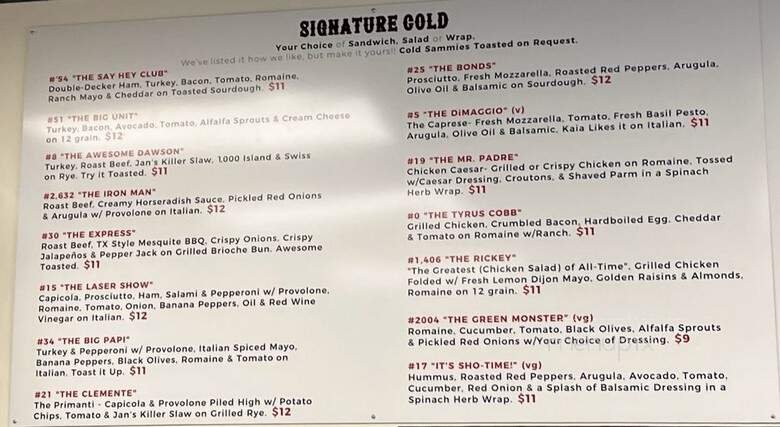 SIGNATURE GOLD
Your Choice of Sandwich, Salad or Wrap.
We've listed it how we like, but make it yours!! Cold Sammies Toasted on Request.
#'54 "THE SAY HEY CLUB"
Double-Decker Ham, Turkey, Bacon, Tomato, Romaine,
Ranch Mayo & Cheddar on Toasted Sourdough. $11
#51 "THE BIG UNIT"
Turkey, Bacon, Avocado, Tomato, Alfalfa Sprouts & Cream Cheese
on 12 grain. $12
#8 "THE AWESOME DAWSON"
Turkey, Roast Beef, Jan's Killer Slaw, 1,000 Island & Swiss
on Rye. Try it Toasted. $11
#2,632 "THE IRON MAN"
Roast Beef, Creamy Horseradish Sauce, Pickled Red Onions
& Arugula w/ Provolone on Italian. $12
#30 "THE EXPRESS"
Roast Beef, TX Style Mesquite BBQ, Crispy Onions, Crispy
Jalapeños & Pepper Jack on Grilled Brioche Bun. Awesome
Toasted. $11
#15 "THE LASER SHOW"
Capicola, Prosciutto, Ham, Salami & Pepperoni w/ Provolone,
Romaine, Tomato, Onion, Banana Peppers, Oil & Red Wine
Vinegar on Italian. $12
#34 "THE BIG PAPI"
Turkey & Pepperoni w/ Provolone, Italian Spiced Mayo,
Banana Peppers, Black Olives, Romaine & Tomato on
Italian. Toast it Up. $11
#21 "THE CLEMENTE"
The Primanti - Capicola & Provolone Piled High w/ Potato
Chips, Tomato & Jan's Killer Slaw on Grilled Rye. $12
#25 "THE BONDS"
Prosciutto, Fresh Mozzarella, Roasted Red Peppers, Arugula,
Olive Oil & Balsamic on Sourdough. $12
#5 "THE DiMAGGIO" (v)
The Caprese- Fresh Mozzarella, Tomato, Fresh Basil Pesto,
Arugula, Olive Oil & Balsamic, Kaia Likes it on Italian. $11
#19 "THE MR. PADRE"
Chicken Caesar- Grilled or Crispy Chicken on Romaine, Tossed
w/Caesar Dressing, Croutons, & Shaved Parm in a Spinach
Herb Wrap. $11
#0 "THE TYRUS COBB"
Grilled Chicken, Crumbled Bacon, Hardboiled Egg, Cheddar
& Tomato on Romaine w/Ranch. $11
#1,406 "THE RICKEY"
"The Greatest (Chicken Salad) of All-Time", Grilled Chicken
Folded w/ Fresh Lemon Dijon Mayo, Golden Raisins & Almonds,
Romaine on 12 grain. $11
#2004 "THE GREEN MONSTER" (vg)
Romaine, Cucumber, Tomato, Black Olives, Alfalfa Sprouts
& Pickled Red Onions w/Your Choice of Dressing. $9
#17 "IT'S SHO-TIME!" (vg)
Hummus, Roasted Red Peppers, Arugula, Avocado, Tomato,
Cucumber, Red Onion & a Splash of Balsamic Dressing in a
Spinach Herb Wrap. $11